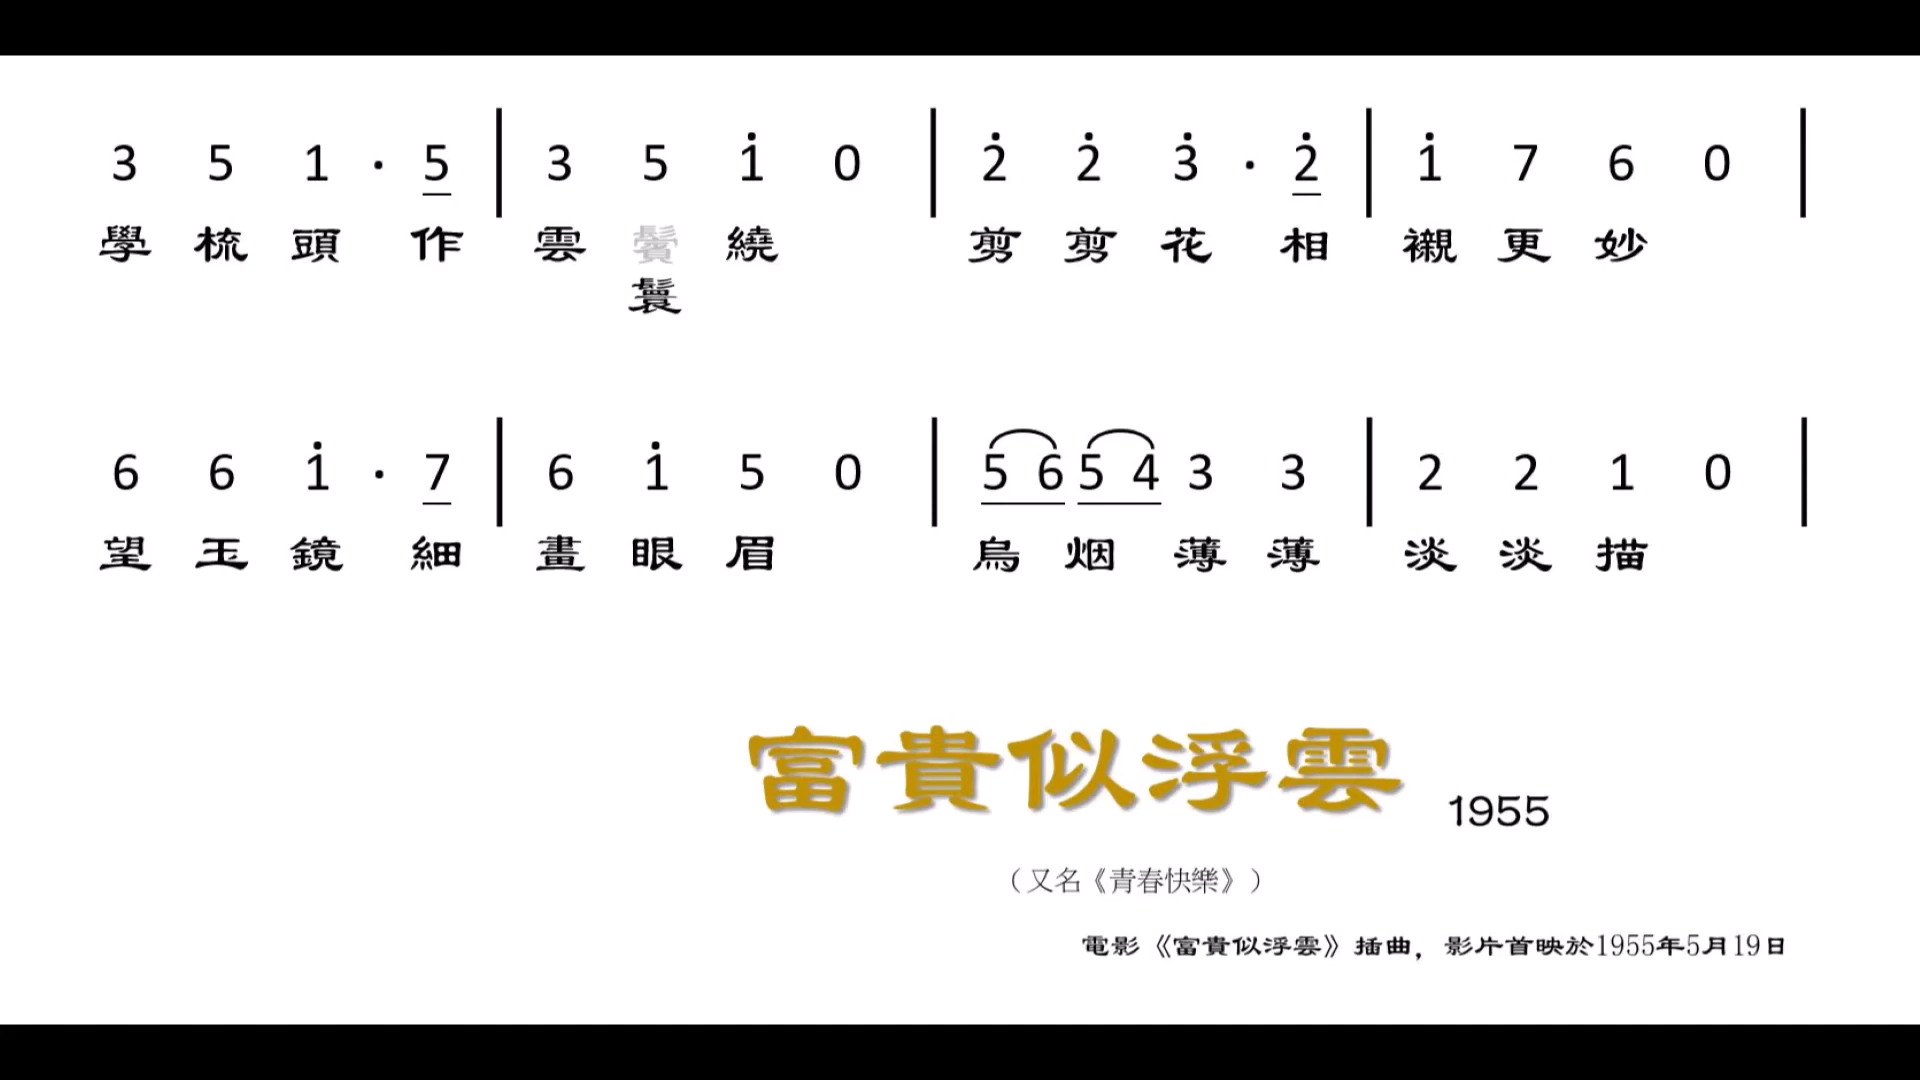 3 5 1 · 5 | 3 5 1̇ 0 | 2̇ 2̇ 3̇ · 2̇ | 1̇ 7 6 0 |
學 梳 頭 作 雲 鬢 繞 剪 剪 花 相 襯 更 妙
鬟
6 6 1̇ · 7 | 6 1̇ 5 0 | 5 6 5 4 3 3 | 2 2 1 0 |
望 玉 鏡 細 畫 眼 眉 烏 烟 薄 薄 淡 淡 描
富貴似浮雲 1955
（又名《青春快樂》）
電影《富貴似浮雲》插曲，影片首映於1955年5月19日